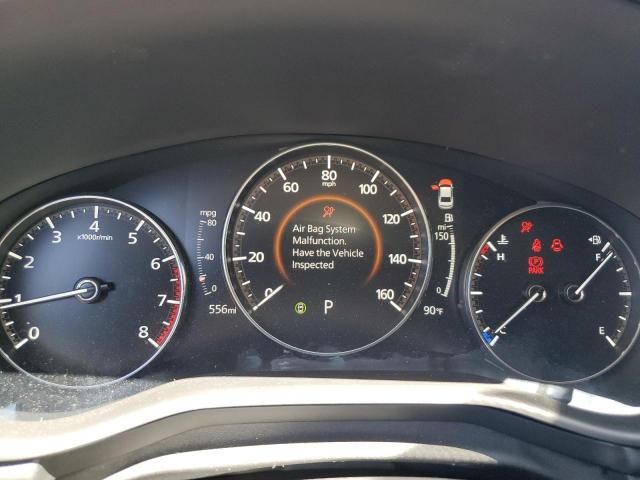 0 1 2 3 4 5 6 7 8
x1000r/min
mpg
80
40
0
556mi
0 20 40 60 80 100 120 140 160
mph
Air Bag System
Malfunction.
Have the Vehicle
Inspected
P
mi
150
0
90°F
H
C
F
E
(P)
PARK